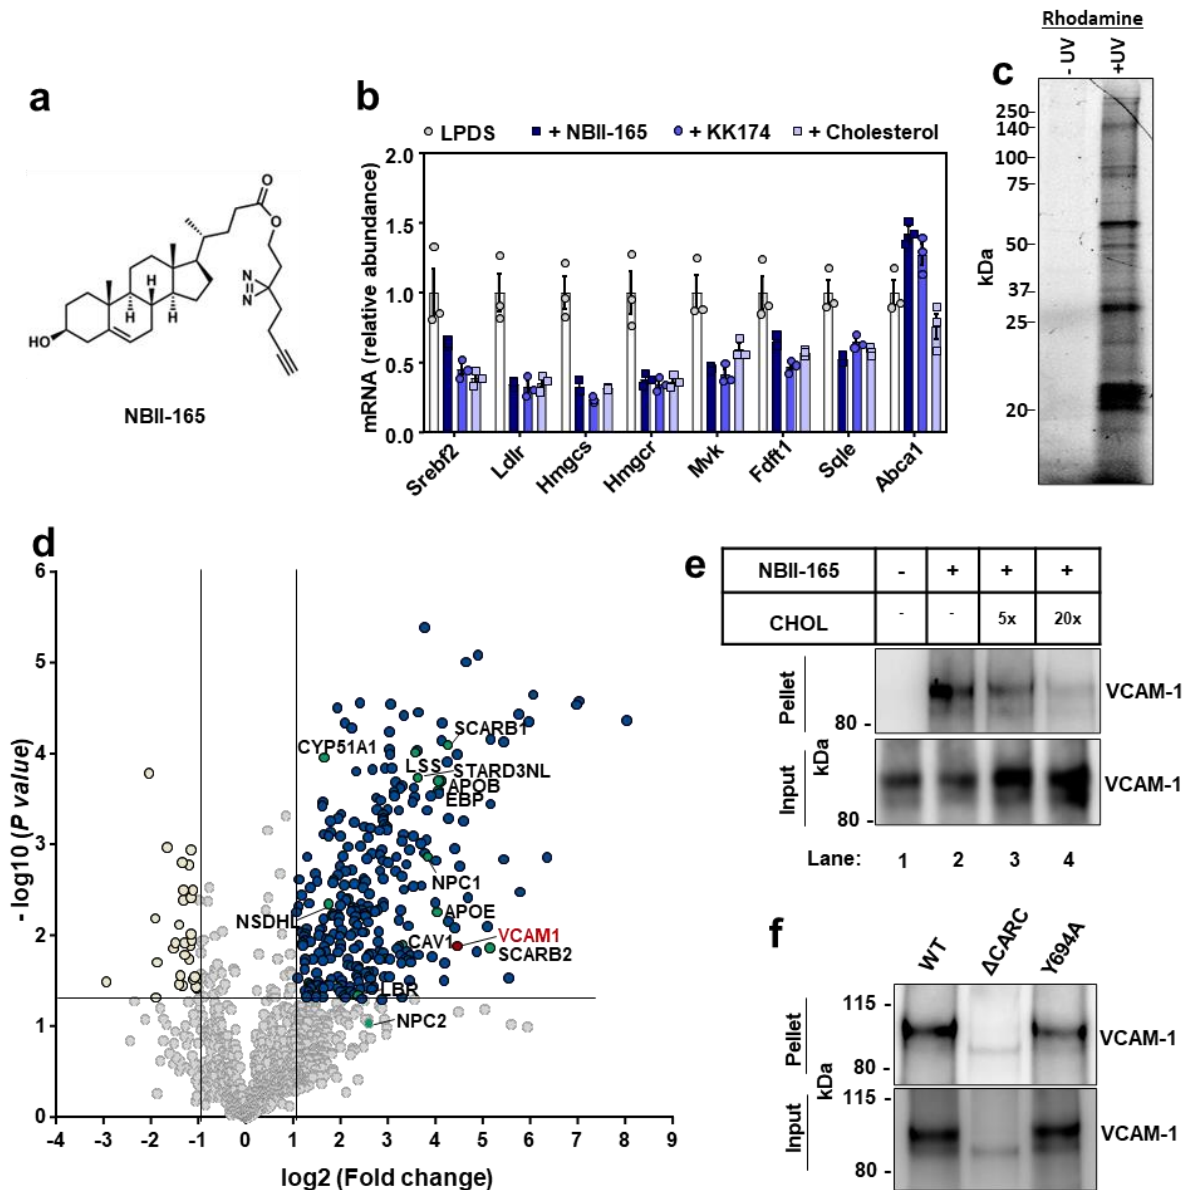 a
O
O
N
N
H
H
H
HO
NBII-165
b
LPDS + NBII-165 + KK174 + Cholesterol
mRNA (relative abundance)
2.0
1.5
1.0
0.5
0.0
Srebf2 Ldlr Hmgcs Hmgcr Mvk Fdft1 Sqle Abca1
c
Rhodamine
- UV +UV
kDa
250
140
100
75
50
37
25
20
d
- log10 (P value)
6
5
4
3
2
1
0
SCARB1
CYP51A1
LSS
STARD3NL
APOB
EBP
NPC1
NSDHL
APOE
VCAM1
CAV1
SCARB2
LBR
NPC2
-4 -3 -2 -1 0 1 2 3 4 5 6 7 8 9
log2 (Fold change)
e
NBII-165 - + + +
CHOL - - 5x 20x
Pellet
80 -
VCAM-1
kDa
Input
80 -
VCAM-1
Lane: 1 2 3 4
f
WT ΔCARC Y694A
Pellet
115 -
VCAM-1
80 -
kDa
Input
115 -
VCAM-1
80 -